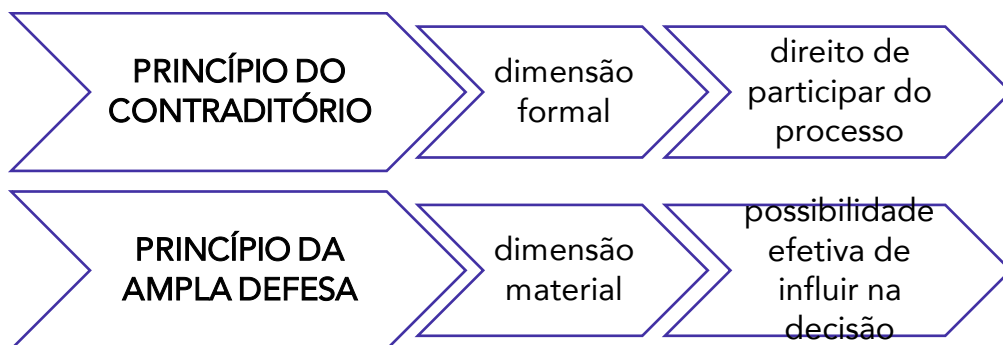 PRINCÍPIO DO
CONTRADITÓRIO
dimensão
formal
direito de
participar do
processo
PRINCÍPIO DA
AMPLA DEFESA
dimensão
material
possibilidade
efetiva de
influir na
decisão